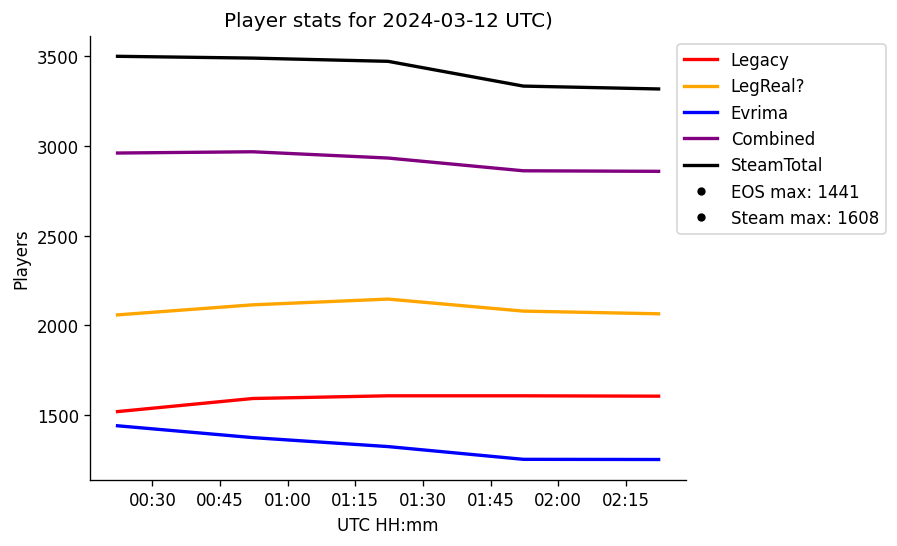 Player stats for 2024-03-12 UTC)
Players
3500
3000
2500
2000
1500
00:30 00:45 01:00 01:15 01:30 01:45 02:00 02:15
UTC HH:mm
Legacy
LegReal?
Evrima
Combined
SteamTotal
EOS max: 1441
Steam max: 1608